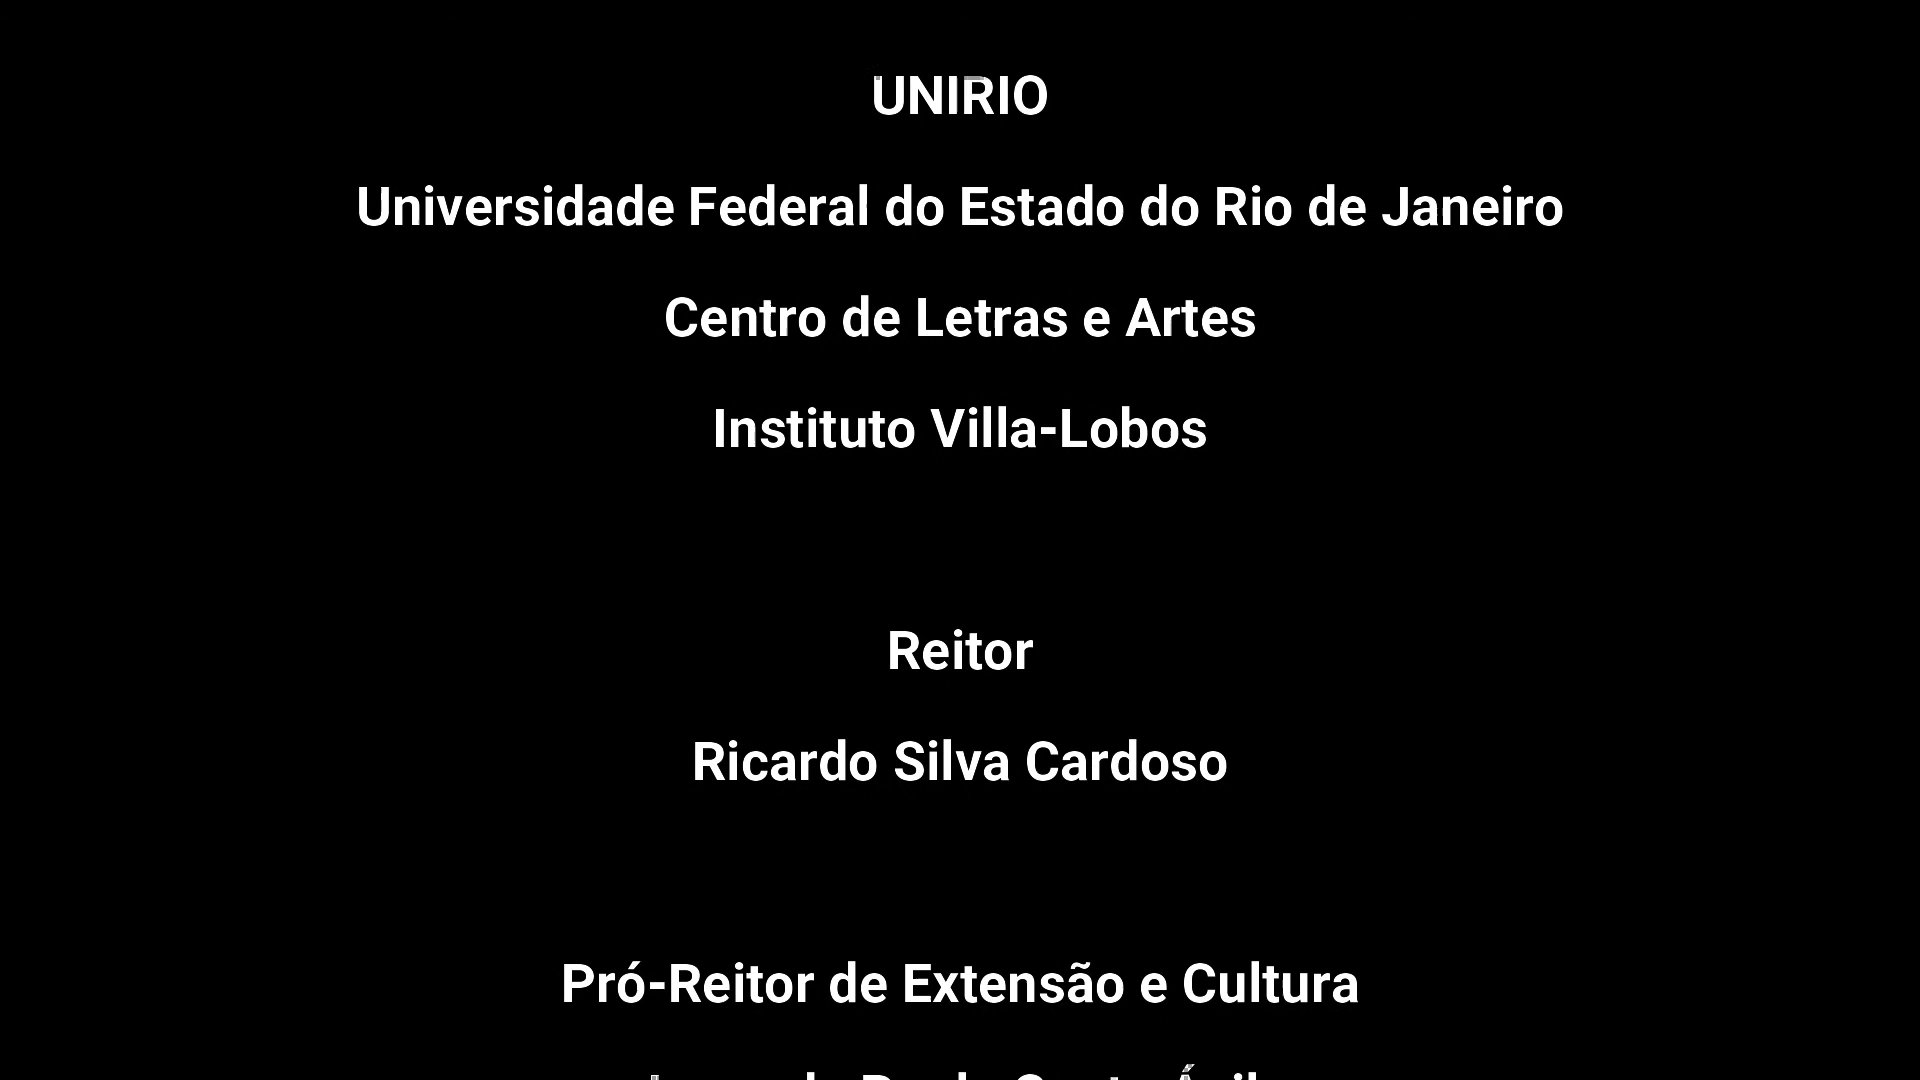 UNIRIO
Universidade Federal do Estado do Rio de Janeiro
Centro de Letras e Artes
Instituto Villa-Lobos
Reitor
Ricardo Silva Cardoso
Pró-Reitor de Extensão e Cultura